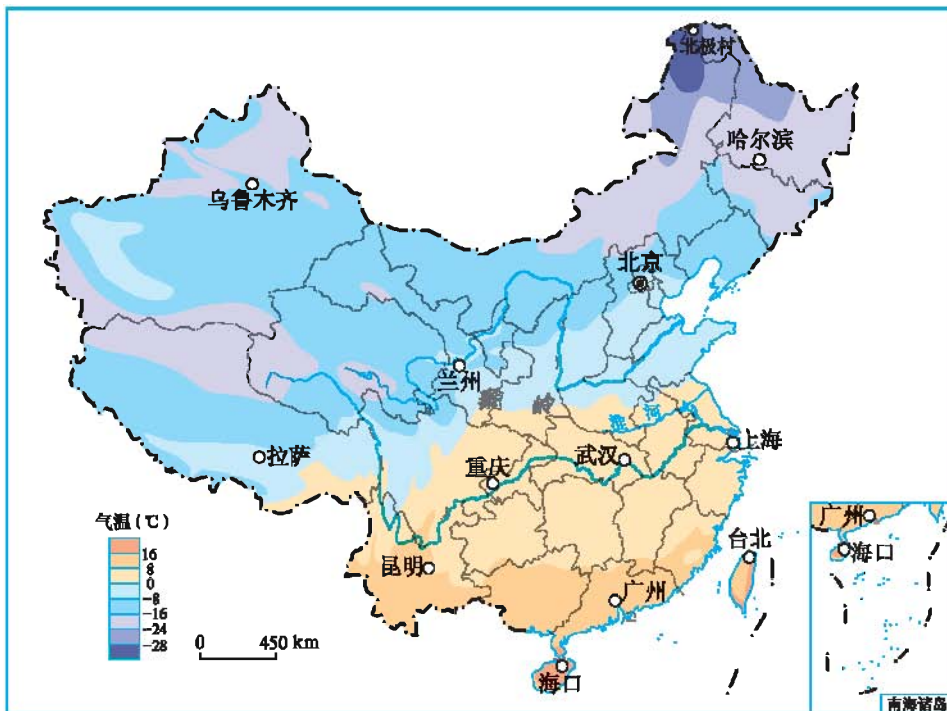 北极村
哈尔滨
乌鲁木齐
北京
兰州
秦 岭
淮 河
上海
拉萨
重庆
武汉
气温(℃)
16
8
0
-8
-16
-24
-28
昆明
广州
台北
海口
0 450 km
广州
海口
南海诸岛